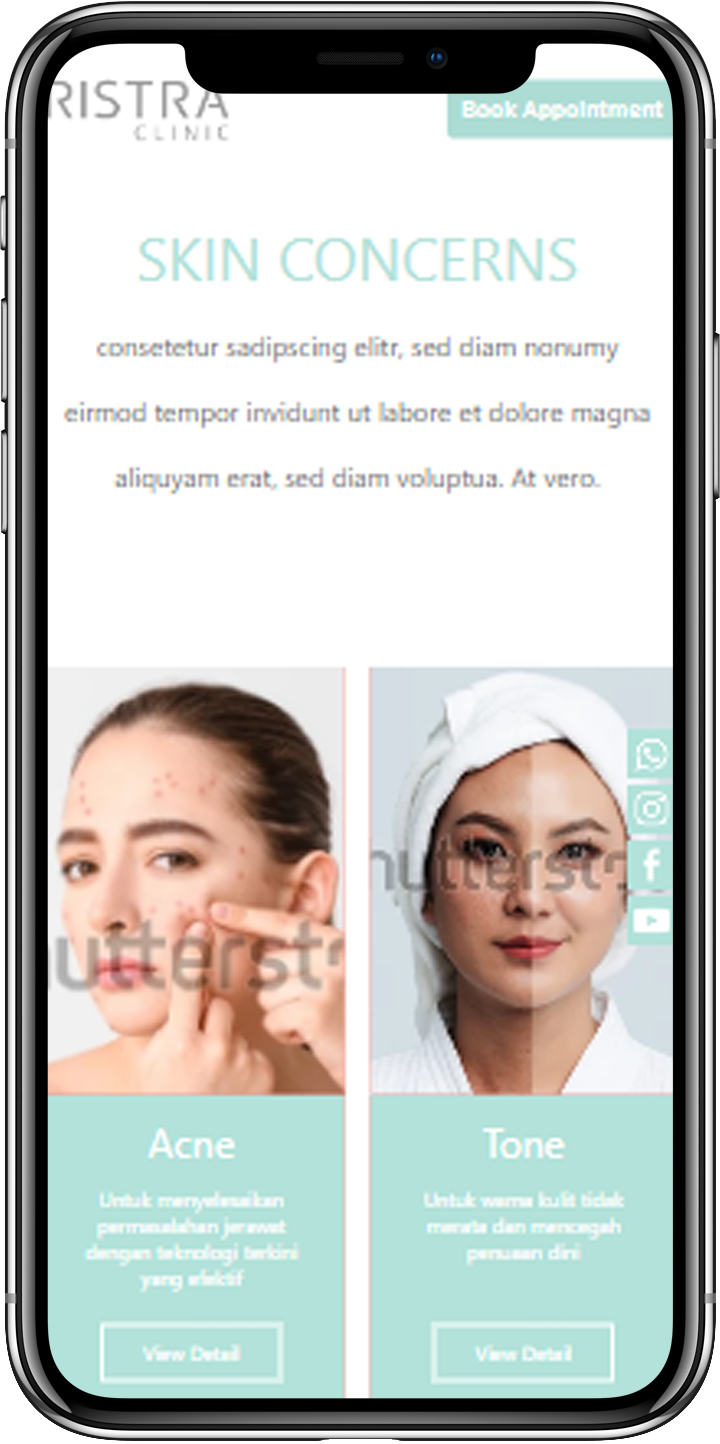 RISTRA
CLINIC
Book Appointment
SKIN CONCERNS
consetetur sadipscing elitr, sed diam nonumy
eirmod tempor invidunt ut labore et dolore magna
aliquyam erat, sed diam voluptua. At vero.
utterst
nutterst
Acne
Untuk menyelesaikan
permasalahan jerawat
dengan teknologi terkini
yang efektif
View Detail
Tone
Untuk warna kulit tidak
merata dan mencegah
penuaan dini
View Detail